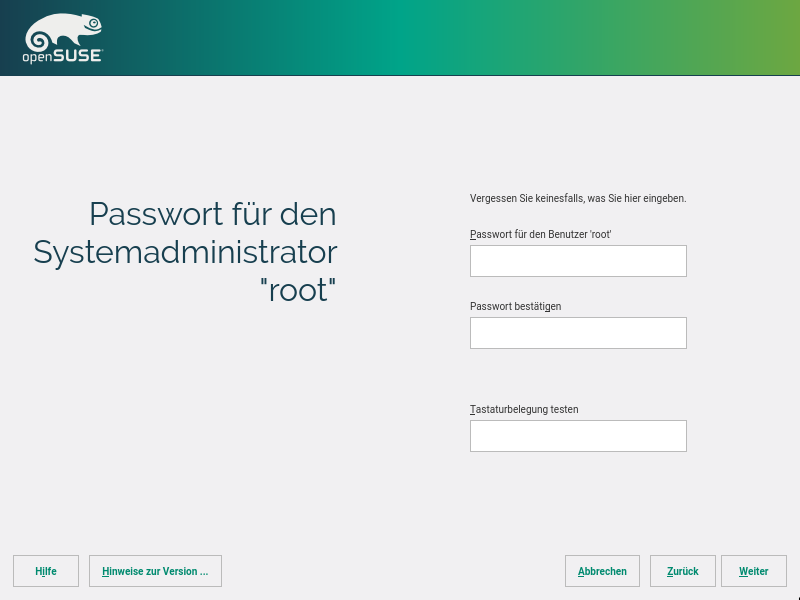 openSUSE
Passwort für den
Systemadministrator
"root"
Vergessen Sie keinesfalls, was Sie hier eingeben.
Passwort für den Benutzer 'root'
Passwort bestätigen
Tastaturbelegung testen
Hilfe
Hinweise zur Version ...
Abbrechen
Zurück
Weiter